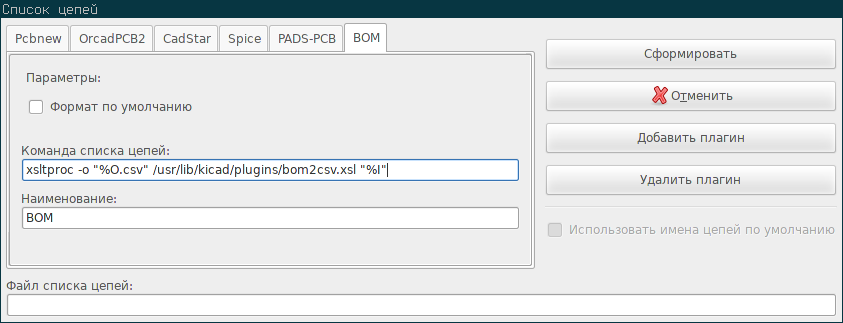 Список цепей
Pcbnew OrcadPCB2 CadStar Spice PADS-PCB BOM
Параметры:
Формат по умолчанию
Команда списка цепей:
xsltproc -o "%O.csv" /usr/lib/kicad/plugins/bom2csv.xsl "%I"
Наименование:
BOM
Сформировать
Отменить
Добавить плагин
Удалить плагин
Использовать имена цепей по умолчанию
Файл списка цепей: